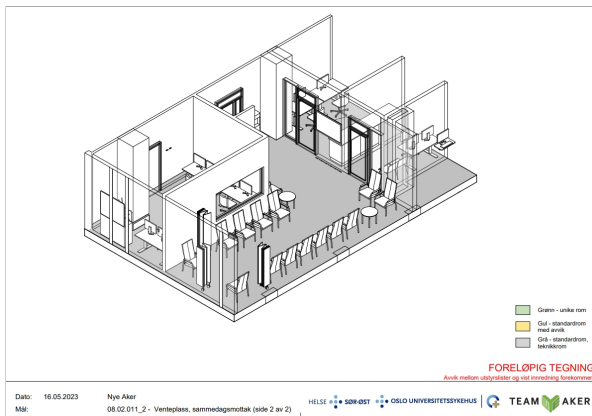 Grønn - unike rom
Gul - standardrom
med avvik
Grå - standardrom,
teknikkrom
FORELØPIG TEGNING
Avvik mellom utstyrslister og vist innredning forekommer
Dato: 16.05.2023 Nye Aker
Mål: 08.02.011_2 - Venteplass, sammedagsmottak (side 2 av 2)
HELSE SØR-ØST OSLO UNIVERSITETSSYKEHUS TEAM AKER